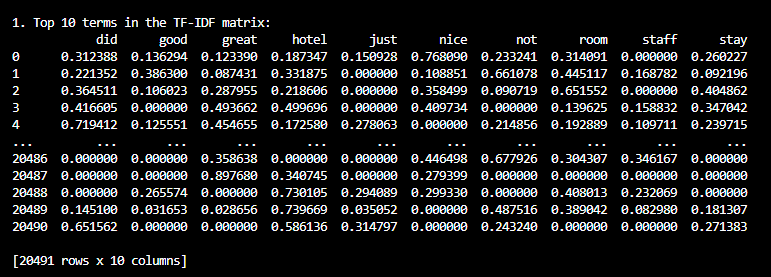 1. Top 10 terms in the TF-IDF matrix:
did good great hotel just nice not room staff stay
0 0.312388 0.136294 0.123390 0.187347 0.150928 0.768090 0.233241 0.314091 0.000000 0.260227
1 0.221352 0.386300 0.087431 0.331875 0.000000 0.108851 0.661078 0.445117 0.168782 0.092196
2 0.364511 0.106023 0.287955 0.218606 0.000000 0.358499 0.090719 0.651552 0.000000 0.404862
3 0.416605 0.000000 0.493662 0.499696 0.000000 0.409734 0.000000 0.139625 0.158832 0.347042
4 0.719412 0.125551 0.454655 0.172580 0.278063 0.000000 0.214856 0.192889 0.109711 0.239715
... ... ... ... ... ... ... ... ... ... ...
20486 0.000000 0.000000 0.358638 0.000000 0.000000 0.446498 0.677926 0.304307 0.346167 0.000000
20487 0.000000 0.000000 0.897680 0.340745 0.000000 0.279399 0.000000 0.000000 0.000000 0.000000
20488 0.000000 0.265574 0.000000 0.730105 0.294089 0.299330 0.000000 0.408013 0.232069 0.000000
20489 0.145100 0.031653 0.028656 0.739669 0.035052 0.000000 0.487516 0.389042 0.082980 0.181307
20490 0.651562 0.000000 0.000000 0.586136 0.314797 0.000000 0.243240 0.000000 0.000000 0.271383
[20491 rows x 10 columns]